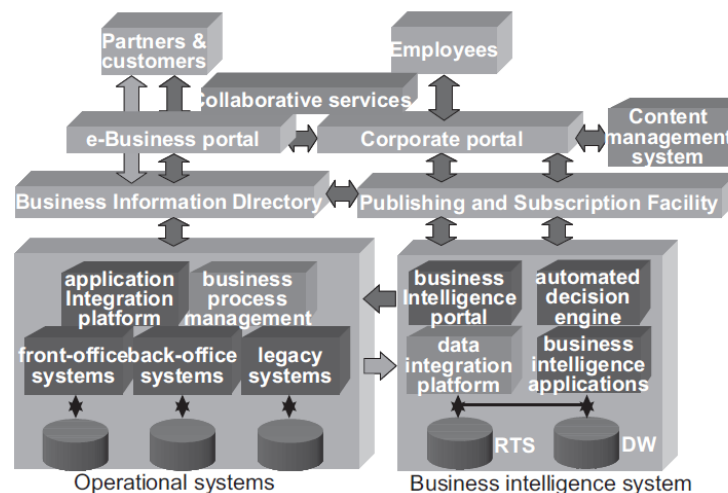 Partners &
customers
Employees
Collaborative services
e-Business portal
Corporate portal
Content
management
system
Business Information DIrectory
Publishing and Subscription Facility
application
Integration
platform
business
process
management
business
Intelligence
portal
automated
decision
engine
front-office
systems
back-office
systems
legacy
systems
data
integration
platform
business
intelligence
applications
RTS
DW
Operational systems
Business intelligence system